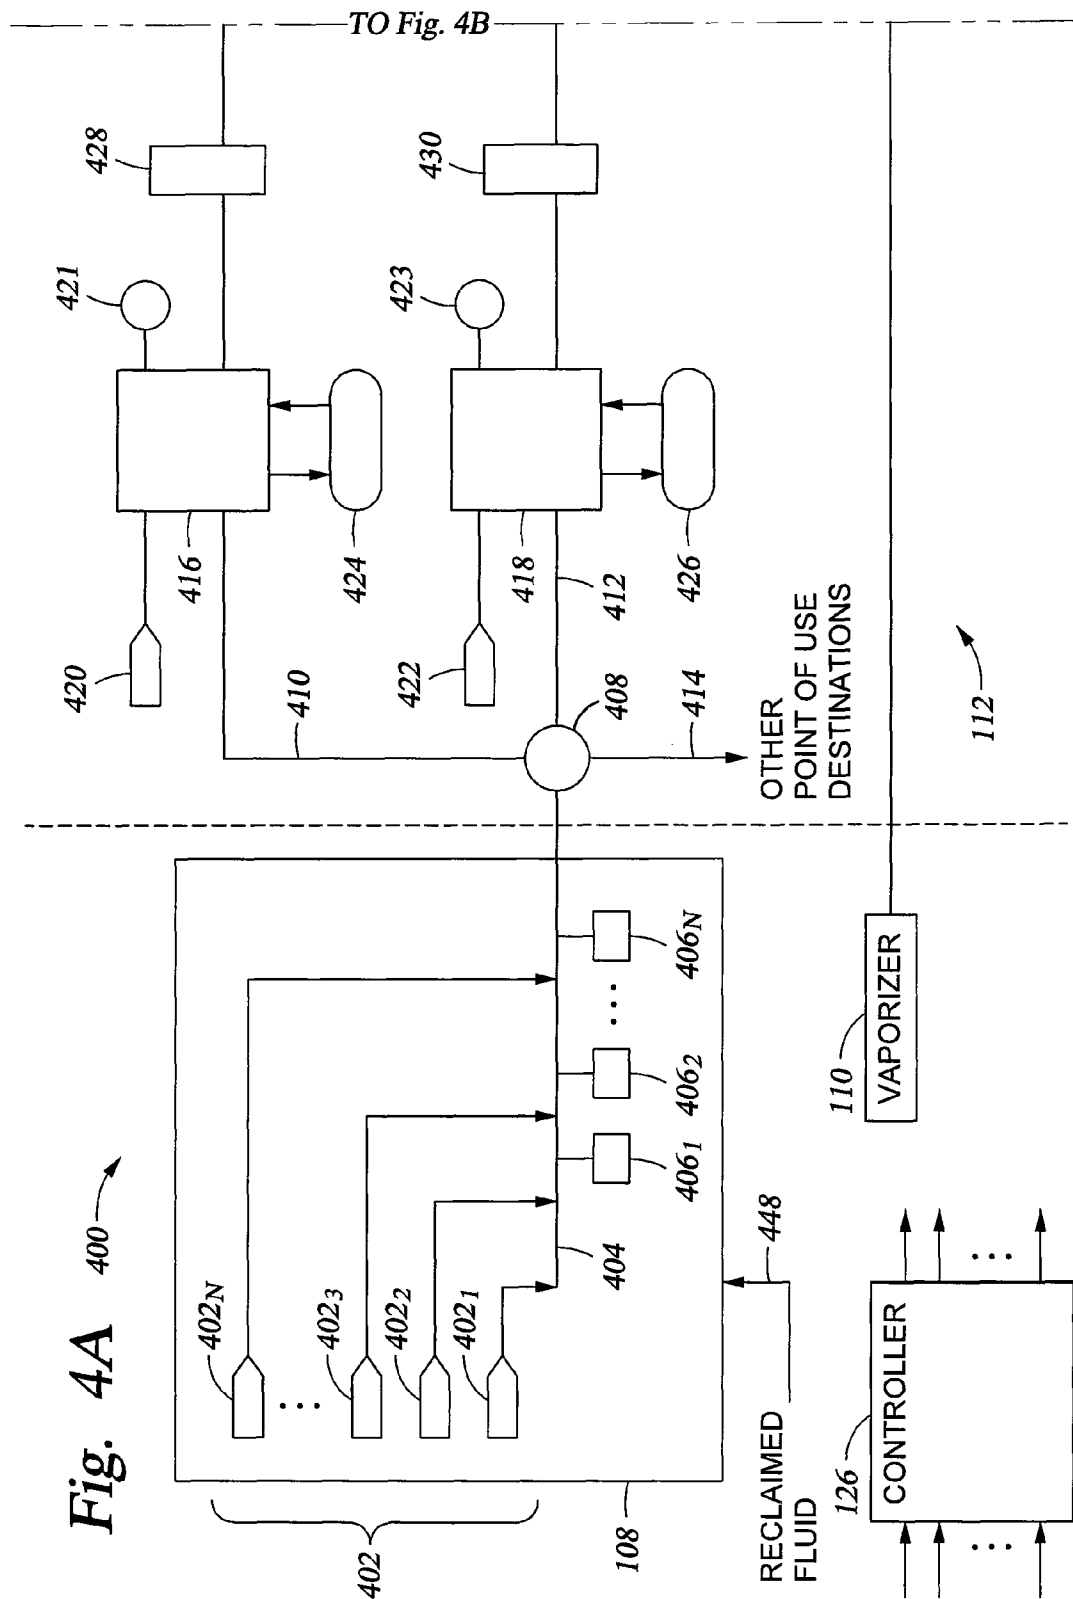 Fig. 4A
400
TO Fig. 4B
402
402N
...
4023
4022
4021
404
4061
4062
...
406N
108
RECLAIMED
FLUID
448
408
410
412
414
OTHER
POINT OF USE
DESTINATIONS
416
418
420
421
422
423
424
426
428
430
126
CONTROLLER
...
...
110
VAPORIZER
112